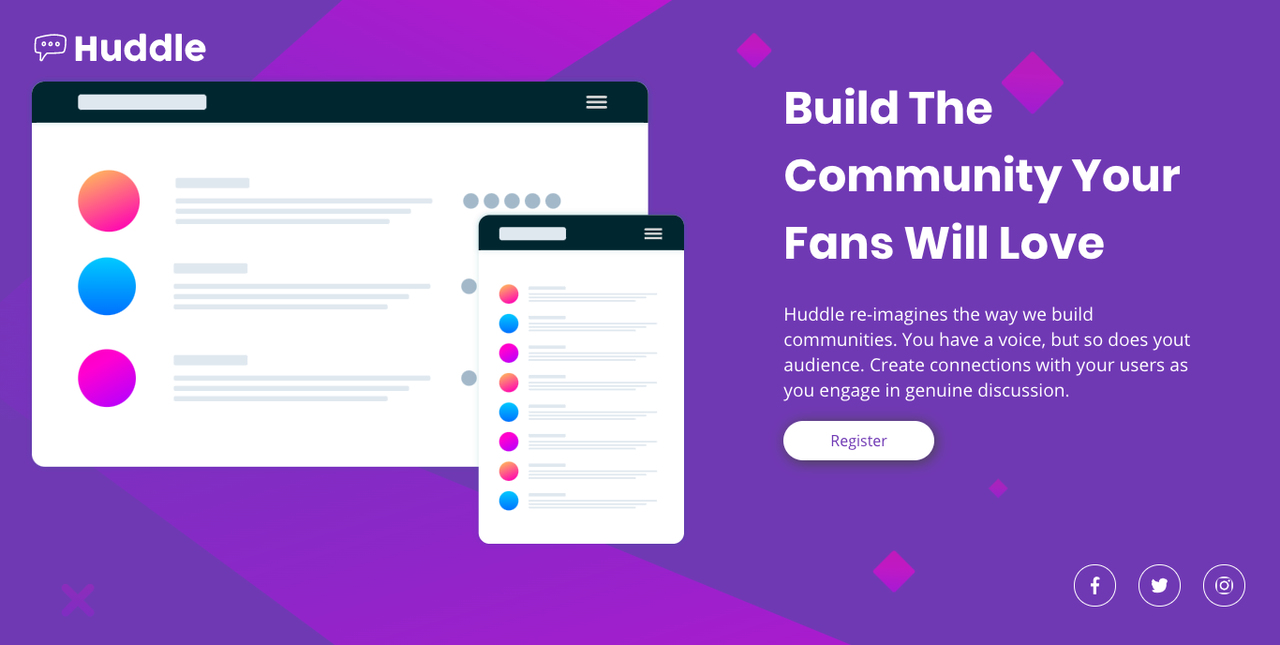 Huddle
Build The
Community Your
Fans Will Love
Huddle re-imagines the way we build
communities. You have a voice, but so does yout
audience. Create connections with your users as
you engage in genuine discussion.
Register